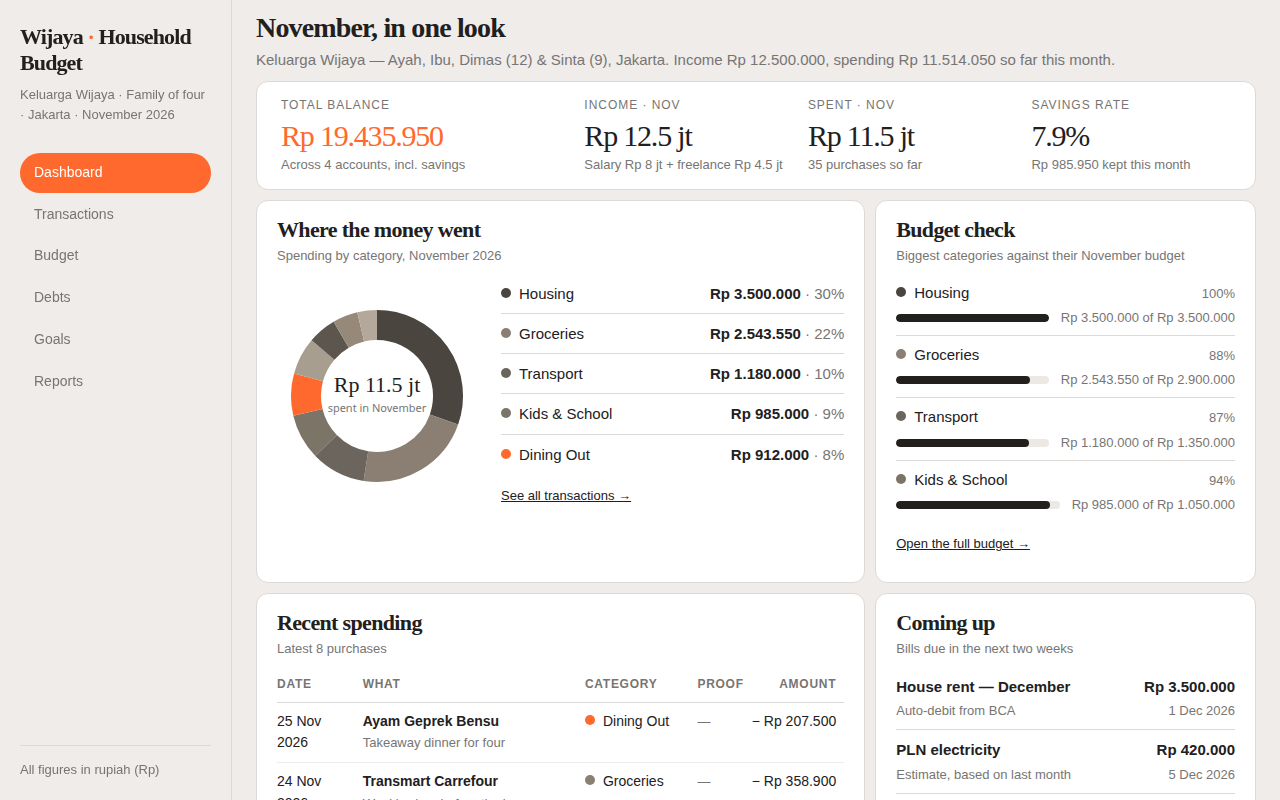 Wijaya · Household
Budget
Keluarga Wijaya · Family of four
· Jakarta · November 2026
Dashboard
Transactions
Budget
Debts
Goals
Reports
All figures in rupiah (Rp)
November, in one look
Keluarga Wijaya — Ayah, Ibu, Dimas (12) & Sinta (9), Jakarta. Income Rp 12.500.000, spending Rp 11.514.050 so far this month.
TOTAL BALANCE
Rp 19.435.950
Across 4 accounts, incl. savings
INCOME · NOV
Rp 12.5 jt
Salary Rp 8 jt + freelance Rp 4.5 jt
SPENT · NOV
Rp 11.5 jt
35 purchases so far
SAVINGS RATE
7.9%
Rp 985.950 kept this month
Where the money went
Spending by category, November 2026
Rp 11.5 jt
spent in November
Housing Rp 3.500.000 · 30%
Groceries Rp 2.543.550 · 22%
Transport Rp 1.180.000 · 10%
Kids & School Rp 985.000 · 9%
Dining Out Rp 912.000 · 8%
See all transactions →
Budget check
Biggest categories against their November budget
Housing 100%
Rp 3.500.000 of Rp 3.500.000
Groceries 88%
Rp 2.543.550 of Rp 2.900.000
Transport 87%
Rp 1.180.000 of Rp 1.350.000
Kids & School 94%
Rp 985.000 of Rp 1.050.000
Open the full budget →
Recent spending
Latest 8 purchases
DATE WHAT CATEGORY PROOF AMOUNT
25 Nov 2026 Ayam Geprek Bensu Dining Out — − Rp 207.500
Takeaway dinner for four
24 Nov Transmart Carrefour Groceries — − Rp 358.900
Coming up
Bills due in the next two weeks
House rent — December Rp 3.500.000
Auto-debit from BCA 1 Dec 2026
PLN electricity Rp 420.000
Estimate, based on last month 5 Dec 2026